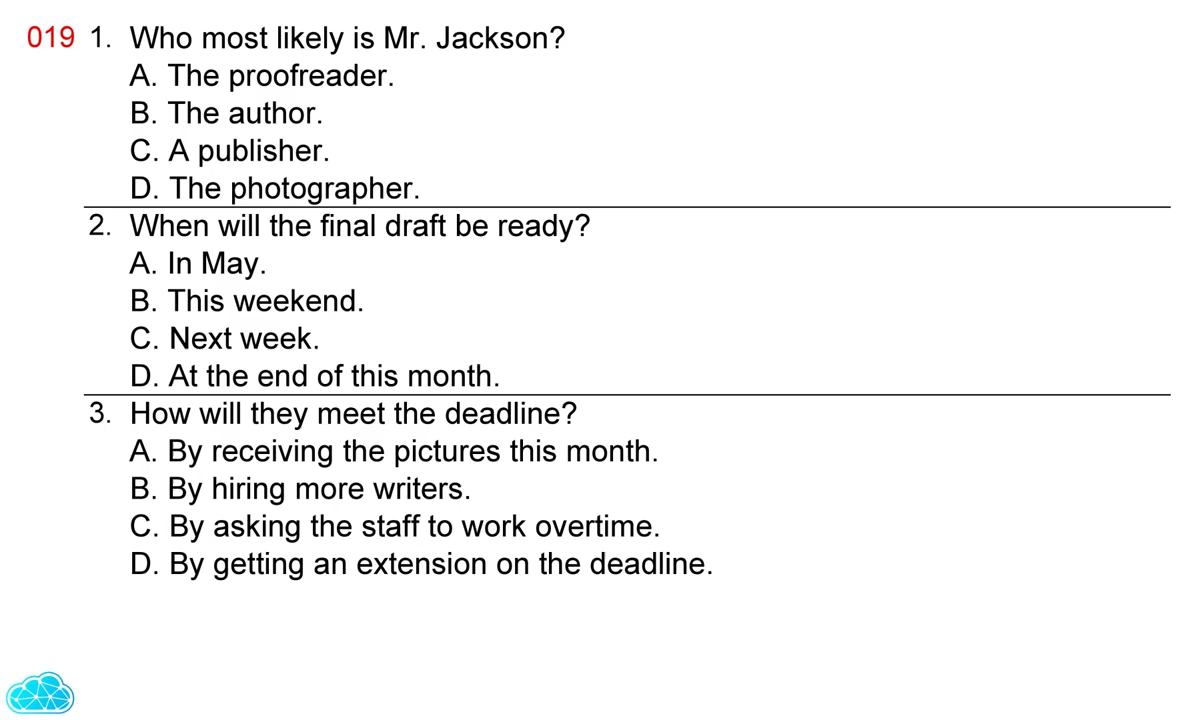 019 1. Who most likely is Mr. Jackson?
A. The proofreader.
B. The author.
C. A publisher.
D. The photographer.
2. When will the final draft be ready?
A. In May.
B. This weekend.
C. Next week.
D. At the end of this month.
3. How will they meet the deadline?
A. By receiving the pictures this month.
B. By hiring more writers.
C. By asking the staff to work overtime.
D. By getting an extension on the deadline.